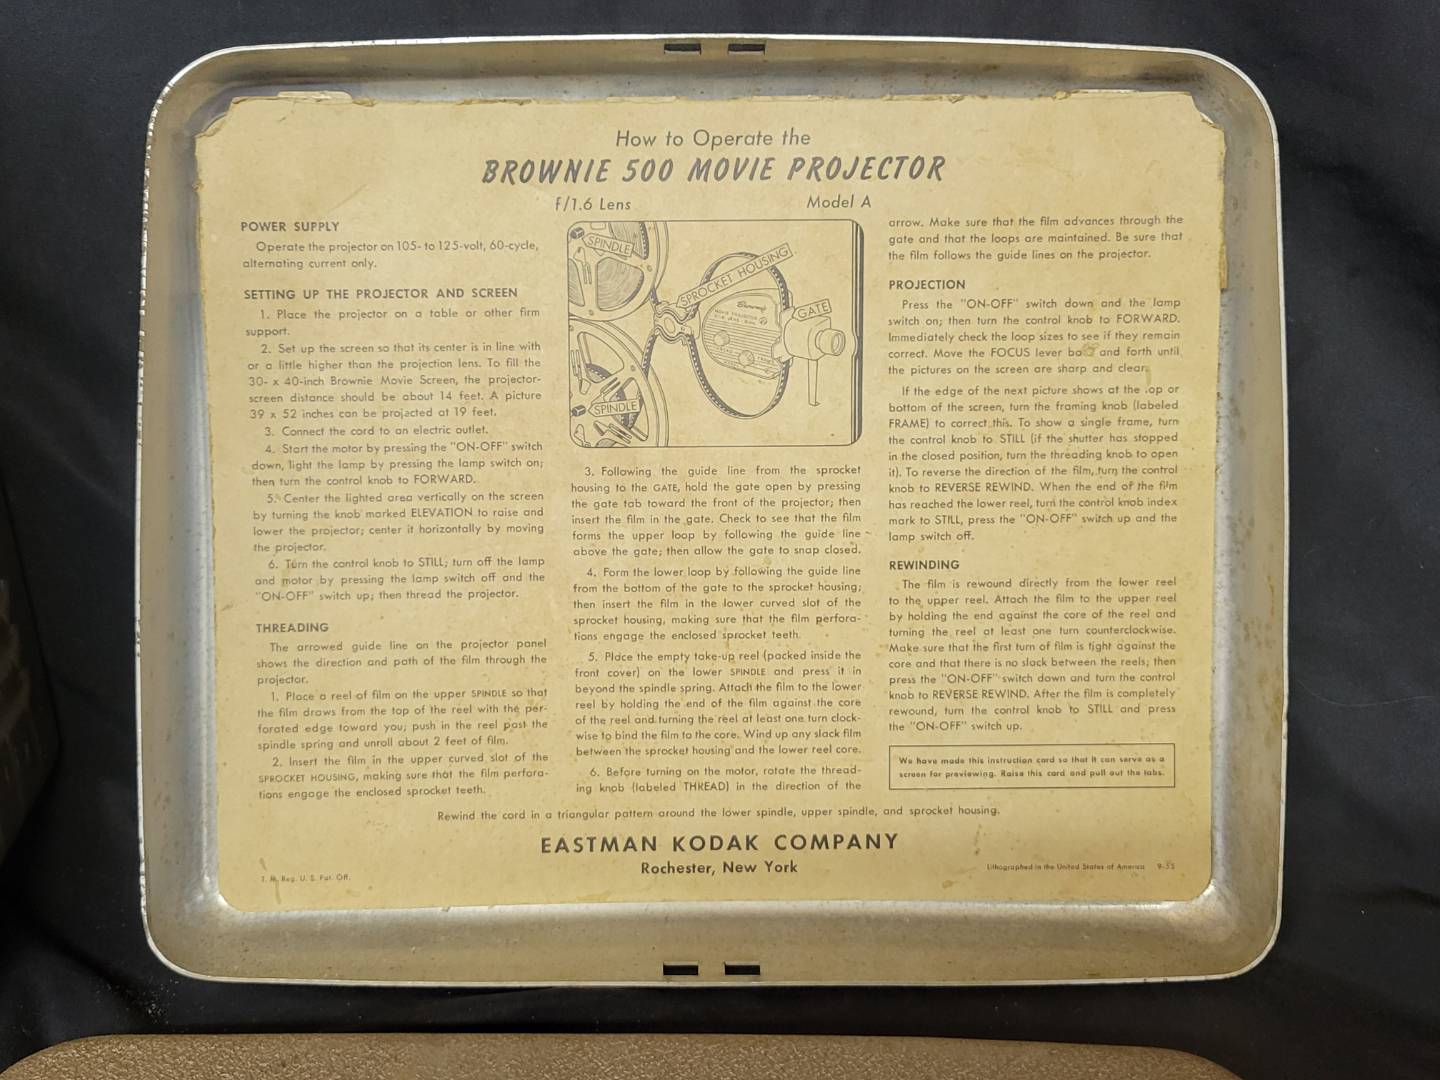 How to Operate the
BROWNIE 500 MOVIE PROJECTOR
f/1.6 Lens Model A
POWER SUPPLY
Operate the projector on 105- to 125-volt, 60-cycle,
alternating current only.
SETTING UP THE PROJECTOR AND SCREEN
1. Place the projector on a table or other firm
support.
2. Set up the screen so that its center is in line with
or a little higher than the projection lens. To fill the
30- x 40-inch Brownie Movie Screen, the projector-
screen distance should be about 14 feet. A picture
39 x 52 inches can be projected at 19 feet.
3. Connect the cord to an electric outlet.
4. Start the motor by pressing the "ON-OFF" switch
down, light the lamp by pressing the lamp switch on;
then turn the control knob to FORWARD.
5. Center the lighted area vertically on the screen
by turning the knob marked ELEVATION to raise and
lower the projector; center it horizontally by moving
the projector.
6. Turn the control knob to STILL; turn off the lamp
and motor by pressing the lamp switch off and the
"ON-OFF" switch up; then thread the projector.
THREADING
The arrowed guide line on the projector panel
shows the direction and path of the film through the
projector.
1. Place a reel of film on the upper SPINDLE so that
the film draws from the top of the reel with the per-
forated edge toward you; push in the reel past the
spindle spring and unroll about 2 feet of film.
2. Insert the film in the upper curved slot of the
SPROCKET HOUSING, making sure that the film perfora-
tions engage the enclosed sprocket teeth.
SPINDLE
SPROCKET HOUSING
GATE
Brownie
MOVIE PROJECTOR
SPINDLE
3. Following the guide line from the sprocket
housing to the GATE, hold the gate open by pressing
the gate tab toward the front of the projector; then
insert the film in the gate. Check to see that the film
forms the upper loop by following the guide line
above the gate; then allow the gate to snap closed.
4. Form the lower loop by following the guide line
from the bottom of the gate to the sprocket housing;
then insert the film in the lower curved slot of the
sprocket housing, making sure that the film perfora-
tions engage the enclosed sprocket teeth.
5. Place the empty take-up reel (packed inside the
front cover) on the lower SPINDLE and press it in
beyond the spindle spring. Attach the film to the lower
reel by holding the end of the film against the core
of the reel and turning the reel at least one turn clock-
wise to bind the film to the core. Wind up any slack film
between the sprocket housing and the lower reel core.
6. Before turning on the motor, rotate the thread-
ing knob (labeled THREAD) in the direction of the
arrow. Make sure that the film advances through the
gate and that the loops are maintained. Be sure that
the film follows the guide lines on the projector.
PROJECTION
Press the "ON-OFF" switch down and the lamp
switch on; then turn the control knob to FORWARD.
Immediately check the loop sizes to see if they remain
correct. Move the FOCUS lever and forth until
the pictures on the screen are sharp and clear.
If the edge of the next picture shows at the top or
bottom of the screen, turn the framing knob (labeled
FRAME) to correct this. To show a single frame, turn
the control knob to STILL (if the shutter has stopped
in the closed position, turn the threading knob to open
it). To reverse the direction of the film, turn the control
knob to REVERSE REWIND. When the end of the film
has reached the lower reel, turn the control knob index
mark to STILL, press the "ON-OFF" switch up and the
lamp switch off.
REWINDING
The film is rewound directly from the lower reel
to the upper reel. Attach the film to the upper reel
by holding the end against the core of the reel and
turning the reel at least one turn counterclockwise.
Make sure that the first turn of film is tight against the
core and that there is no slack between the reels; then
press the "ON-OFF" switch down and turn the control
knob to REVERSE REWIND. After the film is completely
rewound, turn the control knob to STILL and press
the "ON-OFF" switch up.
We have made this instruction card so that it can serve as a
screen for previewing. Raise this card and pull out the tabs.
Rewind the cord in a triangular pattern around the lower spindle, upper spindle, and sprocket housing.
EASTMAN KODAK COMPANY
Rochester, New York
T. M. Reg. U. S. Pat. Off.
Lithographed in the United States of America 9-55